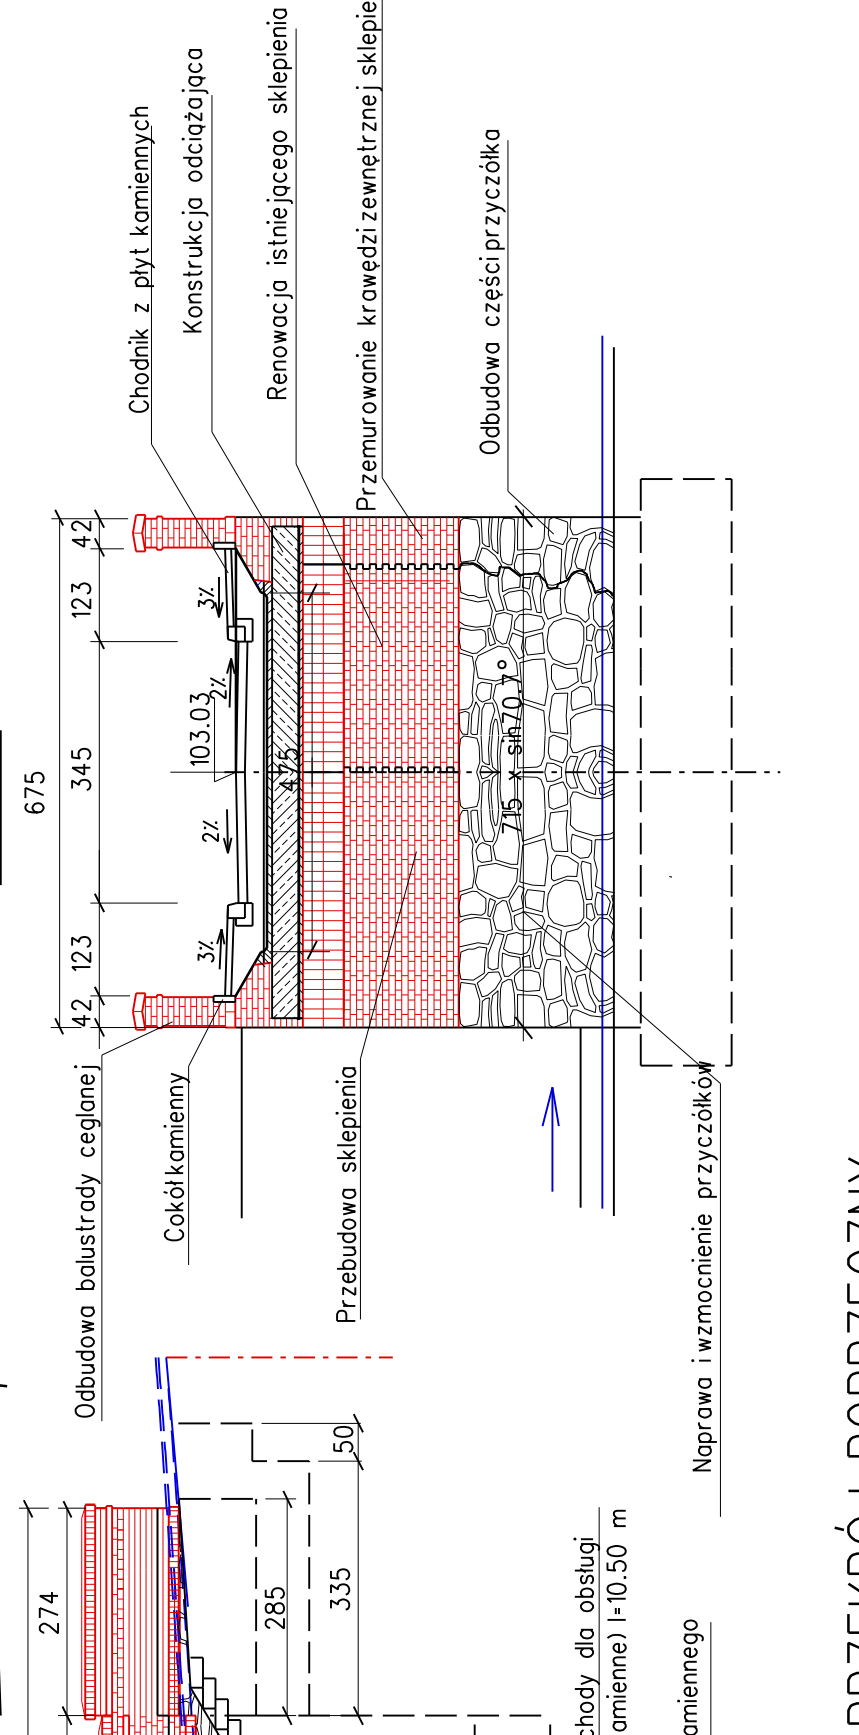 Chodnik z płyt kamiennych
Konstrukcja odciążająca
Renowacja istniejącego sklepienia
Przemurowanie krawędzi zewnętrznej sklepie
Odbudowa części przyczółka
675
42
123
345
123
42
3%
2%
103.03
2%
3%
475
715 x sin70.7°
Odbudowa balustrady ceglanej
Cokół kamienny
Przebudowa sklepienia
Naprawa i wzmocnienie przyczółków
274
285
335
50
chody dla obsługi
amienne) l=10.50 m
amiennego